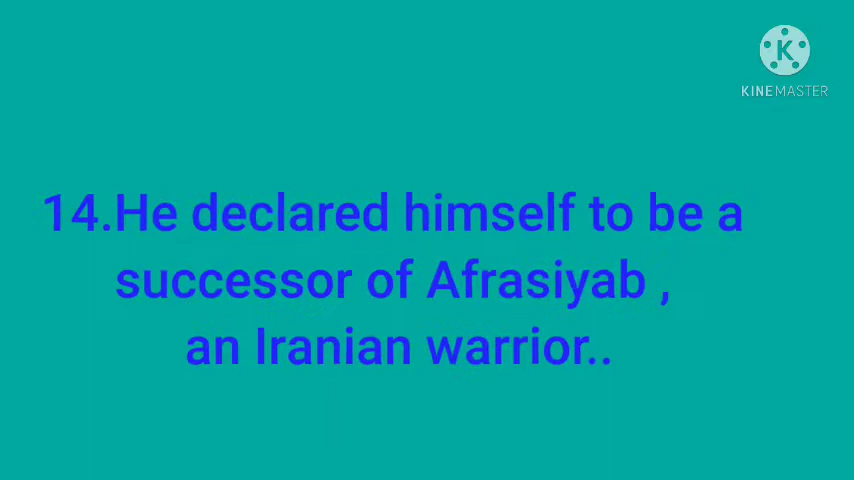 K
KINEMASTER
14.He declared himself to be a
successor of Afrasiyab ,
an Iranian warrior..